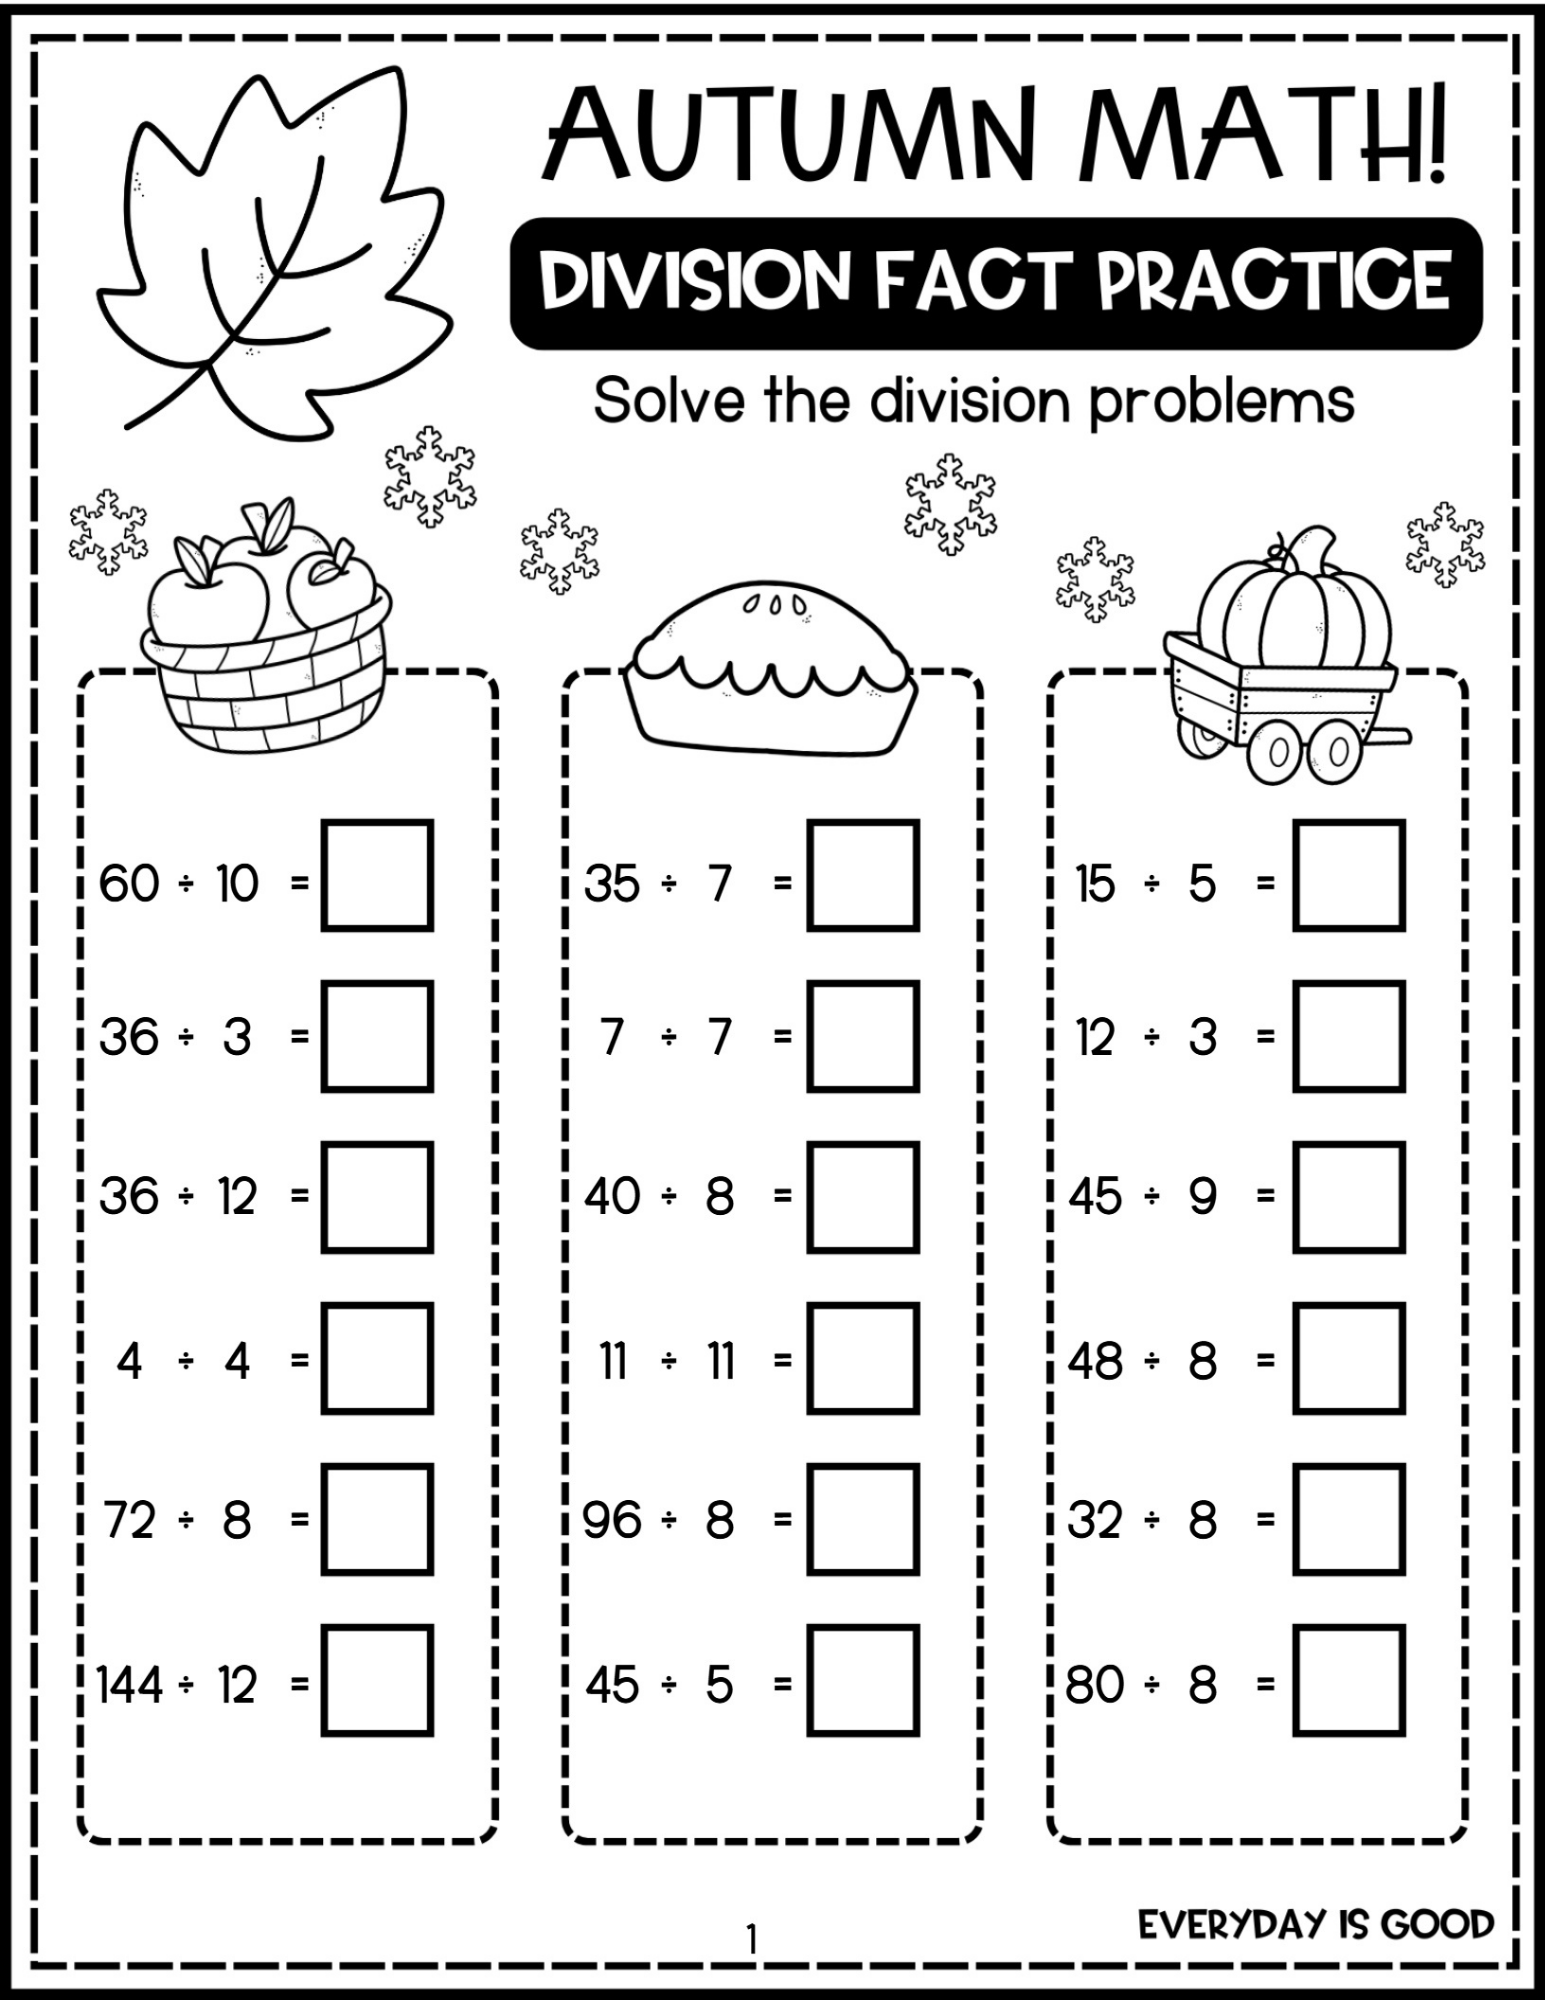 AUTUMN MATH!
DIVISION FACT PRACTICE
Solve the division problems
60 ÷ 10 =
36 ÷ 3 =
36 ÷ 12 =
4 ÷ 4 =
72 ÷ 8 =
144 ÷ 12 =
35 ÷ 7 =
7 ÷ 7 =
40 ÷ 8 =
11 ÷ 11 =
96 ÷ 8 =
45 ÷ 5 =
15 ÷ 5 =
12 ÷ 3 =
45 ÷ 9 =
48 ÷ 8 =
32 ÷ 8 =
80 ÷ 8 =
1
EVERYDAY IS GOOD